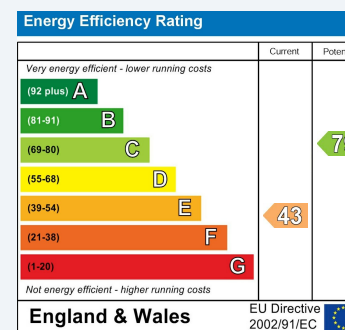 Energy Efficiency Rating
Current
Very energy efficient - lower running costs
(92 plus) A
(81-91) B
(69-80) C
(55-68) D
(39-54) E
43
(21-38) F
(1-20) G
Not energy efficient - higher running costs
England & Wales
EU Directive
2002/91/EC